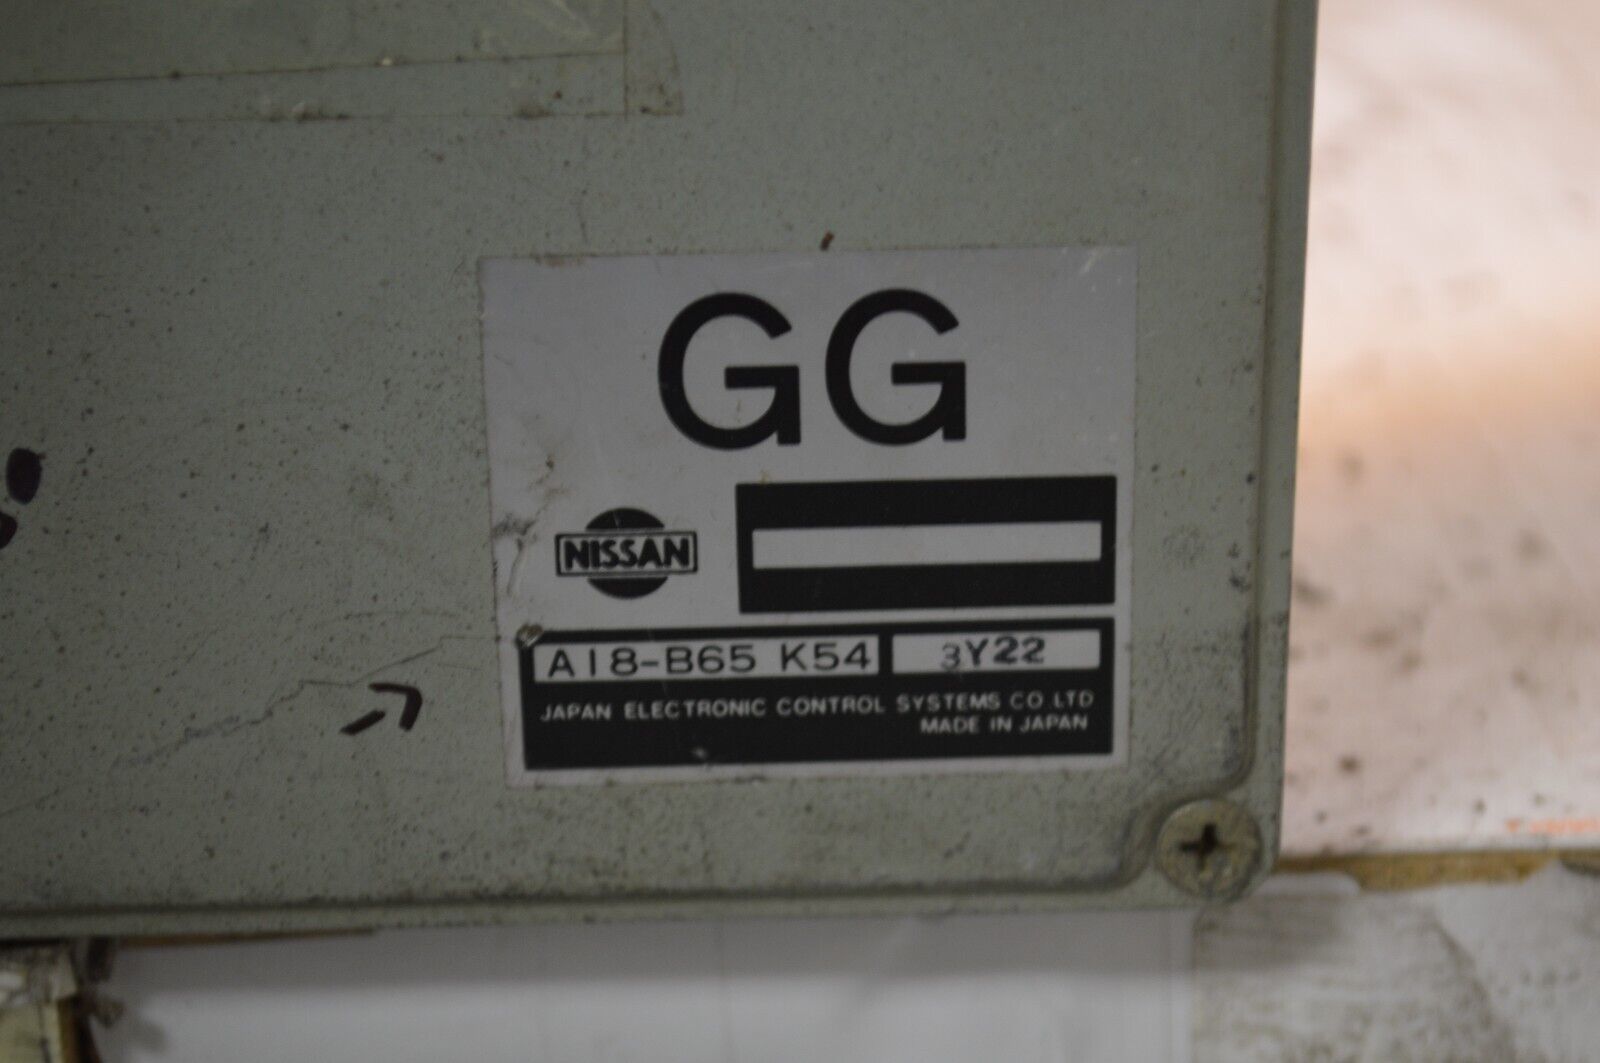 GG
NISSAN
A18-B65 K54 3Y22
JAPAN ELECTRONIC CONTROL SYSTEMS CO LTD
MADE IN JAPAN